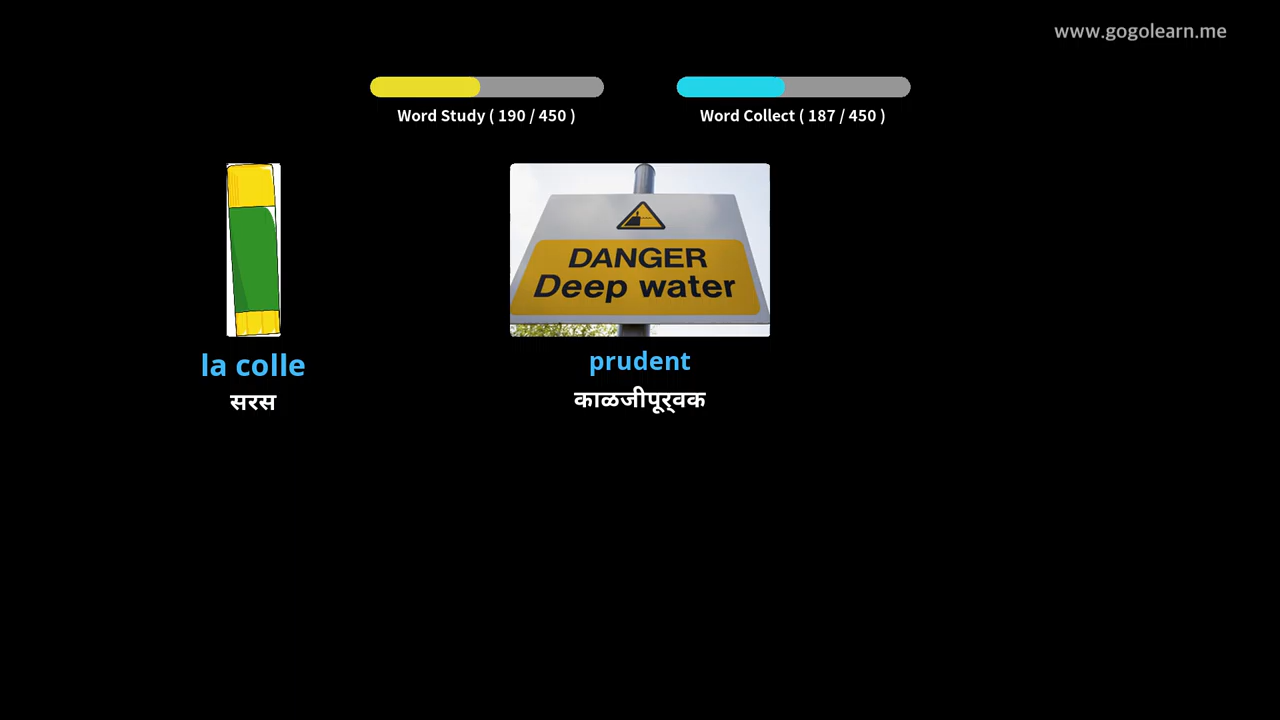 www.gogolearn.me
Word Study ( 190 / 450 )
Word Collect ( 187 / 450 )
DANGER
Deep water
la colle
सरस
prudent
काळजीपूर्वक